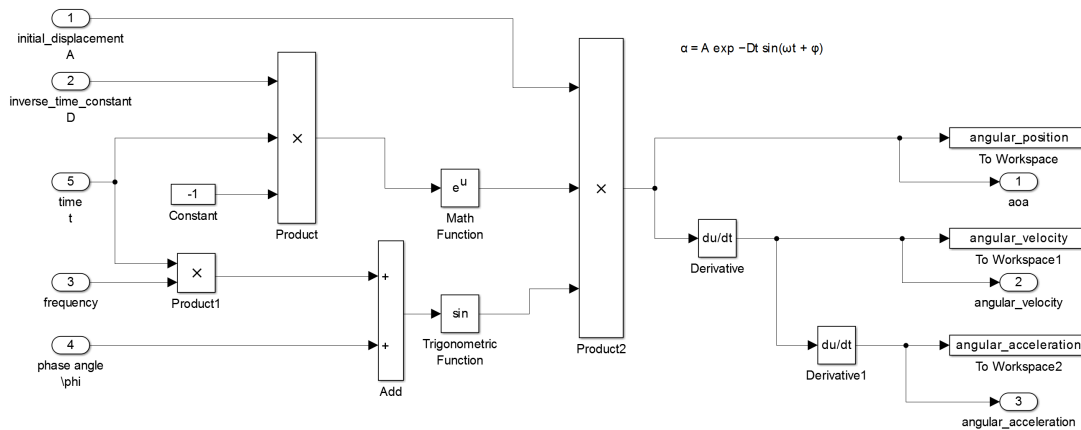 1
initial_displacement
A
2
inverse_time_constant
D
5
time
t
3
frequency
4
phase angle
\phi
-1
Constant
×
Product
×
Product1
+
+
Add
e^u
Math
Function
sin
Trigonometric
Function
×
Product2
α = A exp −Dt sin(ωt + φ)
du/dt
Derivative
du/dt
Derivative1
angular_position
To Workspace
1
aoa
angular_velocity
To Workspace1
2
angular_velocity
angular_acceleration
To Workspace2
3
angular_acceleration